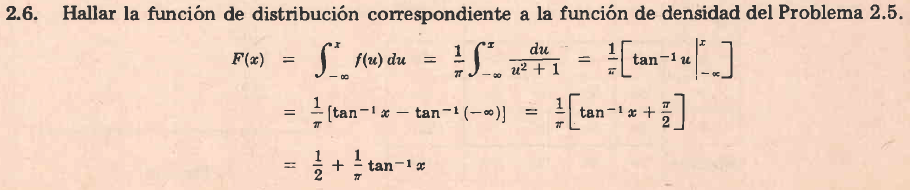 2.6. Hallar la función de distribución correspondiente a la función de densidad del Problema 2.5.
F(x) = ∫_{-∞}^{x} f(u) du = 1/π ∫_{-∞}^{x} du/(u² + 1) = 1/π [tan⁻¹ u |_{-∞}^{x}]
= 1/π [tan⁻¹ x − tan⁻¹ (−∞)] = 1/π [tan⁻¹ x + π/2]
= 1/2 + 1/π tan⁻¹ x